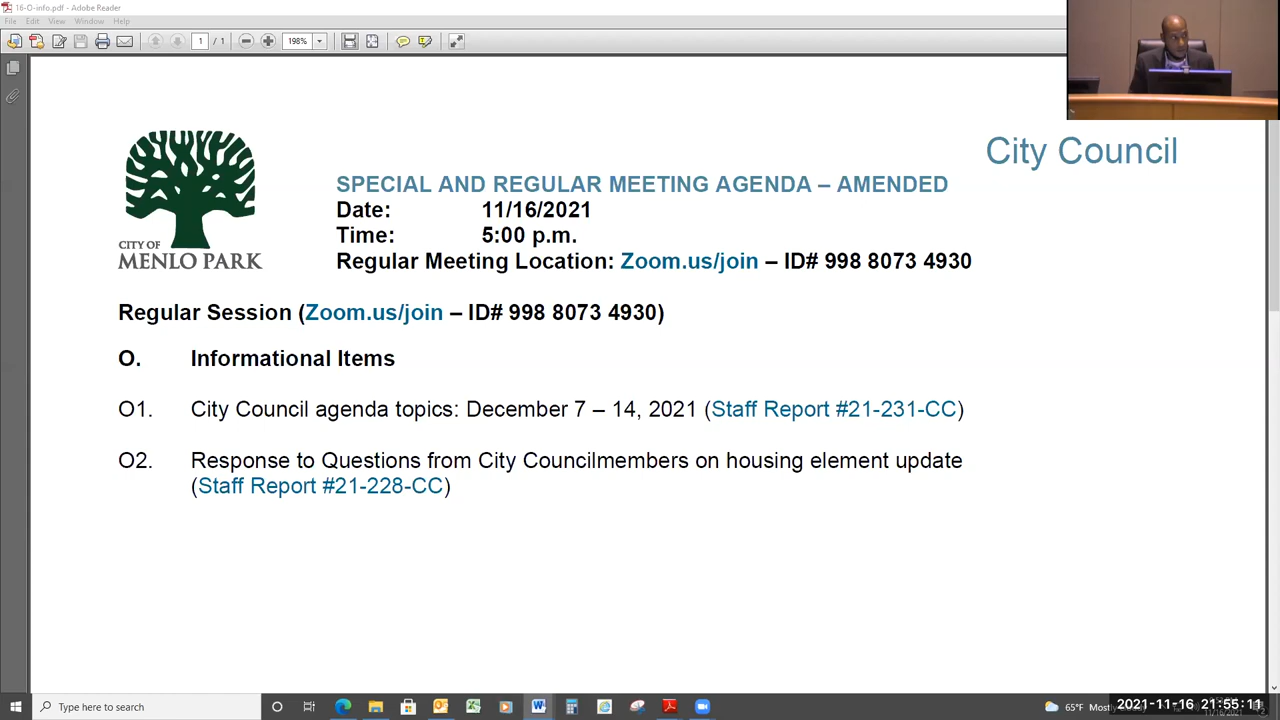 16-O-info.pdf - Adobe Reader
File Edit View Window Help
1 / 1 198%
City Council
SPECIAL AND REGULAR MEETING AGENDA – AMENDED
Date: 11/16/2021
Time: 5:00 p.m.
Regular Meeting Location: Zoom.us/join – ID# 998 8073 4930
CITY OF
MENLO PARK
Regular Session (Zoom.us/join – ID# 998 8073 4930)
O. Informational Items
O1. City Council agenda topics: December 7 – 14, 2021 (Staff Report #21-231-CC)
O2. Response to Questions from City Councilmembers on housing element update
(Staff Report #21-228-CC)
Type here to search
65°F
2021-11-16 21:55:11